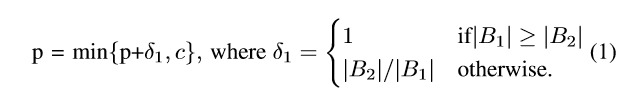 p = min{p+δ₁, c}, where δ₁ = { 1 if|B₁| ≥ |B₂|
|B₂|/|B₁| otherwise. (1)